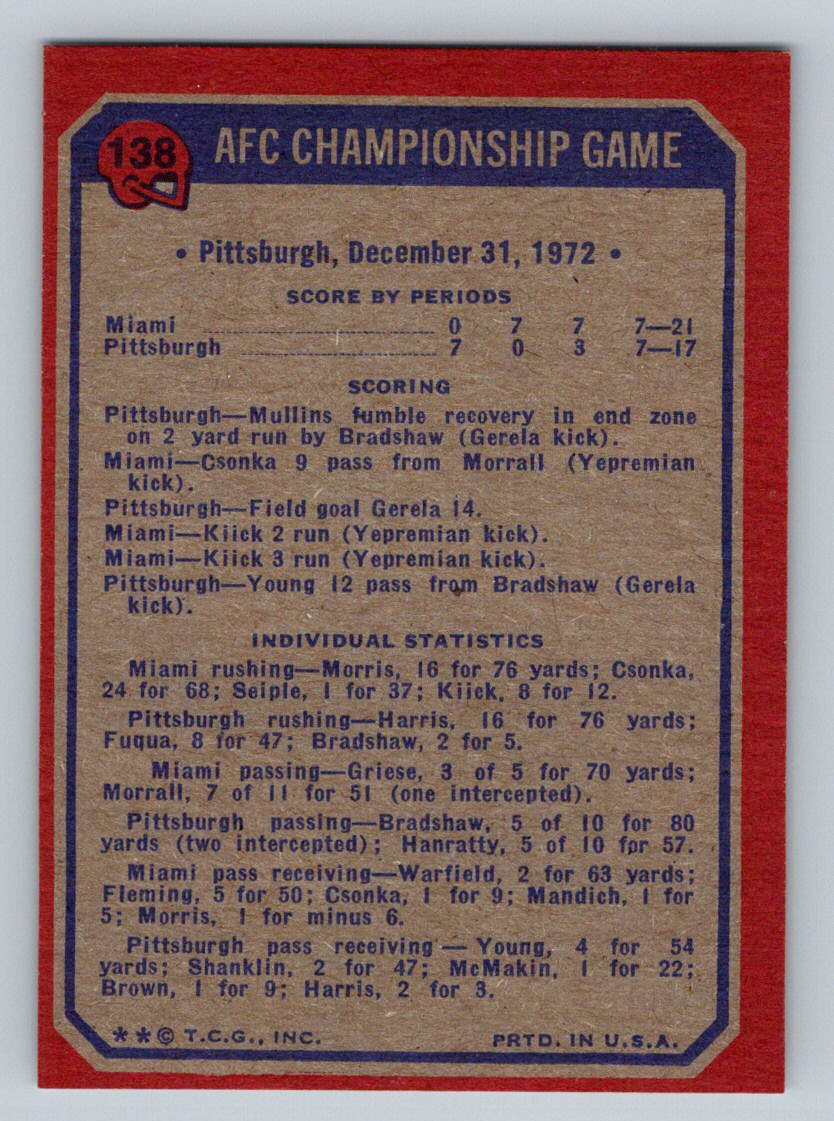 138 AFC CHAMPIONSHIP GAME
• Pittsburgh, December 31, 1972 •
SCORE BY PERIODS
Miami ........ 0 7 7 7—21
Pittsburgh ........ 7 0 3 7—17
SCORING
Pittsburgh—Mullins fumble recovery in end zone
on 2 yard run by Bradshaw (Gerela kick).
Miami—Csonka 9 pass from Morrall (Yepremian
kick).
Pittsburgh—Field goal Gerela 14.
Miami—Kiick 2 run (Yepremian kick).
Miami—Kiick 3 run (Yepremian kick).
Pittsburgh—Young 12 pass from Bradshaw (Gerela
kick).
INDIVIDUAL STATISTICS
Miami rushing—Morris, 16 for 76 yards; Csonka,
24 for 68; Seiple, 1 for 37; Kiick, 8 for 12.
Pittsburgh rushing—Harris, 16 for 76 yards;
Fuqua, 8 for 47; Bradshaw, 2 for 5.
Miami passing—Griese, 3 of 5 for 70 yards;
Morrall, 7 of 11 for 51 (one intercepted).
Pittsburgh passing—Bradshaw, 5 of 10 for 80
yards (two intercepted); Hanratty, 5 of 10 for 57.
Miami pass receiving—Warfield, 2 for 63 yards;
Fleming, 5 for 50; Csonka, 1 for 9; Mandich, 1 for
5; Morris, 1 for minus 6.
Pittsburgh pass receiving—Young, 4 for 54
yards; Shanklin, 2 for 47; McMakin, 1 for 22;
Brown, 1 for 9; Harris, 2 for 3.
**© T.C.G., INC. PRTD. IN U.S.A.